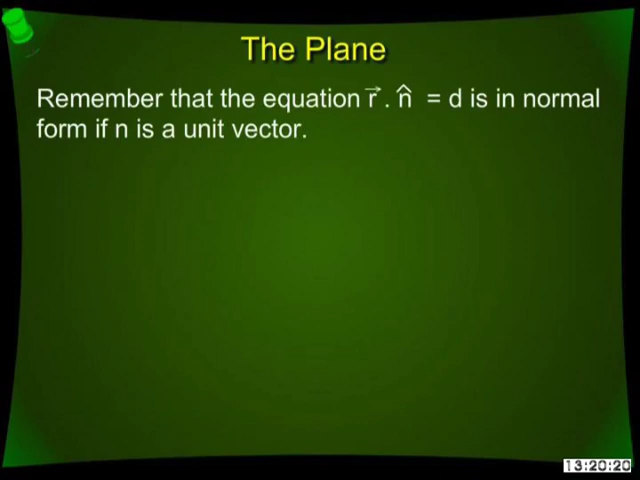 The Plane
Remember that the equation r⃗ . n̂ = d is in normal
form if n is a unit vector.
13:20:20